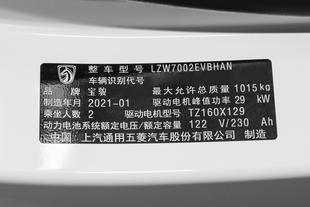 整车型号 LZW7002EVBHAN
车辆识别代号
品牌 宝骏 最大允许总质量 1015kg
制造年月 2021-01 驱动电机峰值功率 29 kW
乘坐人数 2 驱动电机型号 TZ160X129
动力电池系统额定电压/额定容量 122 V/230 Ah
中国 上汽通用五菱汽车股份有限公司 制造